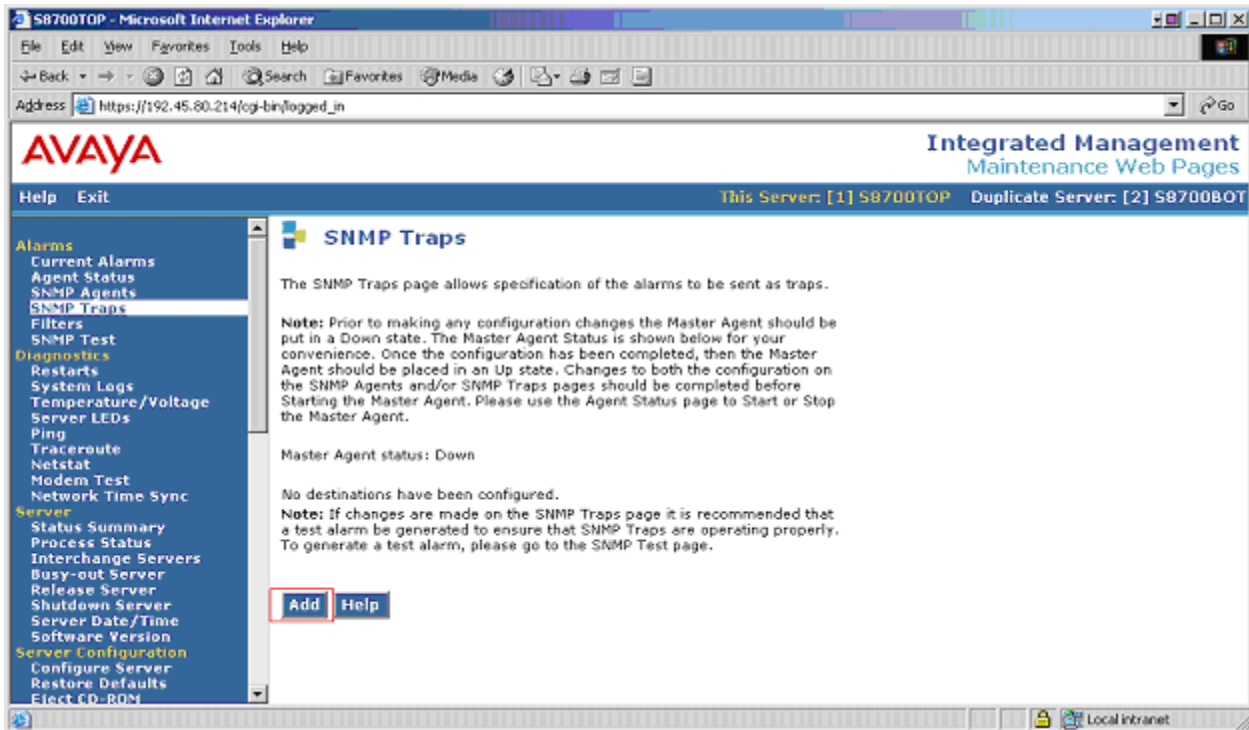 S8700TOP - Microsoft Internet Explorer
File Edit View Favorites Tools Help
Back Search Favorites Media
Address https://192.45.80.214/cgi-bin/logged_in Go
AVAYA
Integrated Management
Maintenance Web Pages
Help Exit
This Server: [1] S8700TOP Duplicate Server: [2] S8700BOT
Alarms
Current Alarms
Agent Status
SNMP Agents
SNMP Traps
Filters
SNMP Test
Diagnostics
Restarts
System Logs
Temperature/Voltage
Server LEDs
Ping
Traceroute
Netstat
Modem Test
Network Time Sync
Server
Status Summary
Process Status
Interchange Servers
Busy-out Server
Release Server
Shutdown Server
Server Date/Time
Software Version
Server Configuration
Configure Server
Restore Defaults
Eject CD-ROM
SNMP Traps
The SNMP Traps page allows specification of the alarms to be sent as traps.
Note: Prior to making any configuration changes the Master Agent should be
put in a Down state. The Master Agent Status is shown below for your
convenience. Once the configuration has been completed, then the Master
Agent should be placed in an Up state. Changes to both the configuration on
the SNMP Agents and/or SNMP Traps pages should be completed before
Starting the Master Agent. Please use the Agent Status page to Start or Stop
the Master Agent.
Master Agent status: Down
No destinations have been configured.
Note: If changes are made on the SNMP Traps page it is recommended that
a test alarm be generated to ensure that SNMP Traps are operating properly.
To generate a test alarm, please go to the SNMP Test page.
Add Help
Local intranet